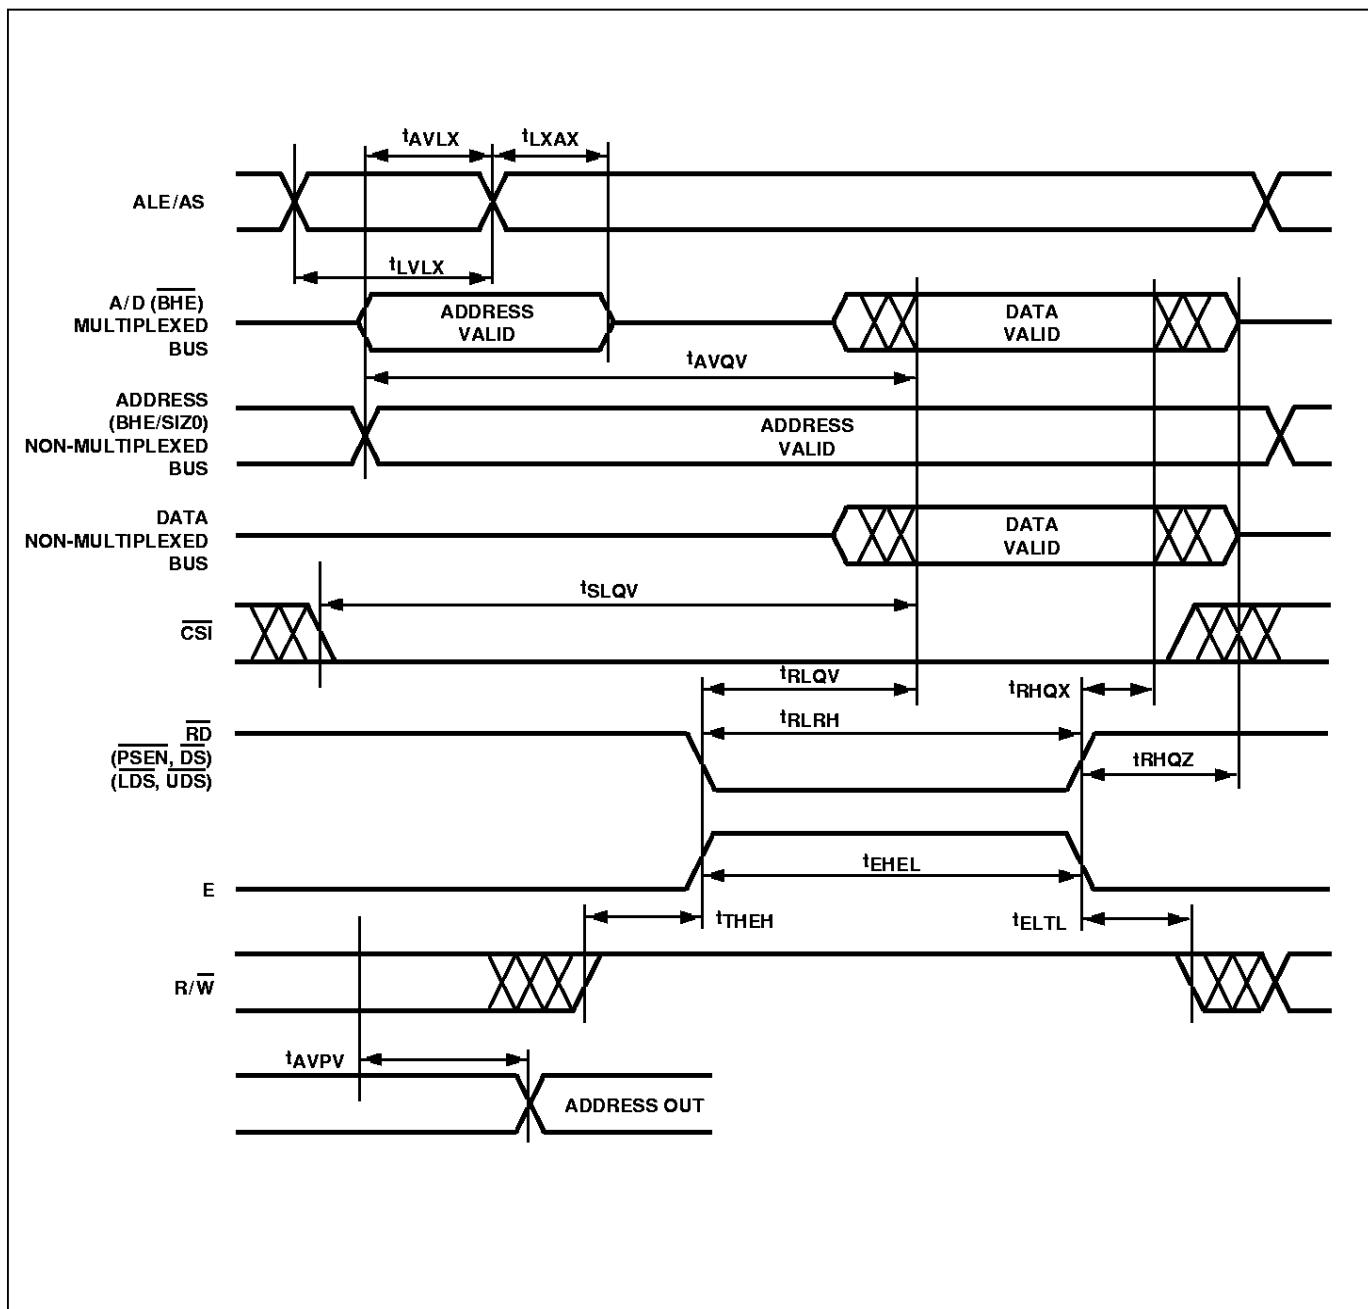 tAVLX
tLXAX
ALE/AS
tLVLX
A/D (BHE)
MULTIPLEXED
BUS
ADDRESS
VALID
DATA
VALID
tAVQV
ADDRESS
(BHE/SIZ0)
NON-MULTIPLEXED
BUS
ADDRESS
VALID
DATA
NON-MULTIPLEXED
BUS
DATA
VALID
tSLQV
CSI
tRLQV
tRHQX
tRLRH
RD
(PSEN, DS)
(LDS, UDS)
tRHQZ
tEHEL
E
tTHEH
tELTL
R/W
tAVPV
ADDRESS OUT